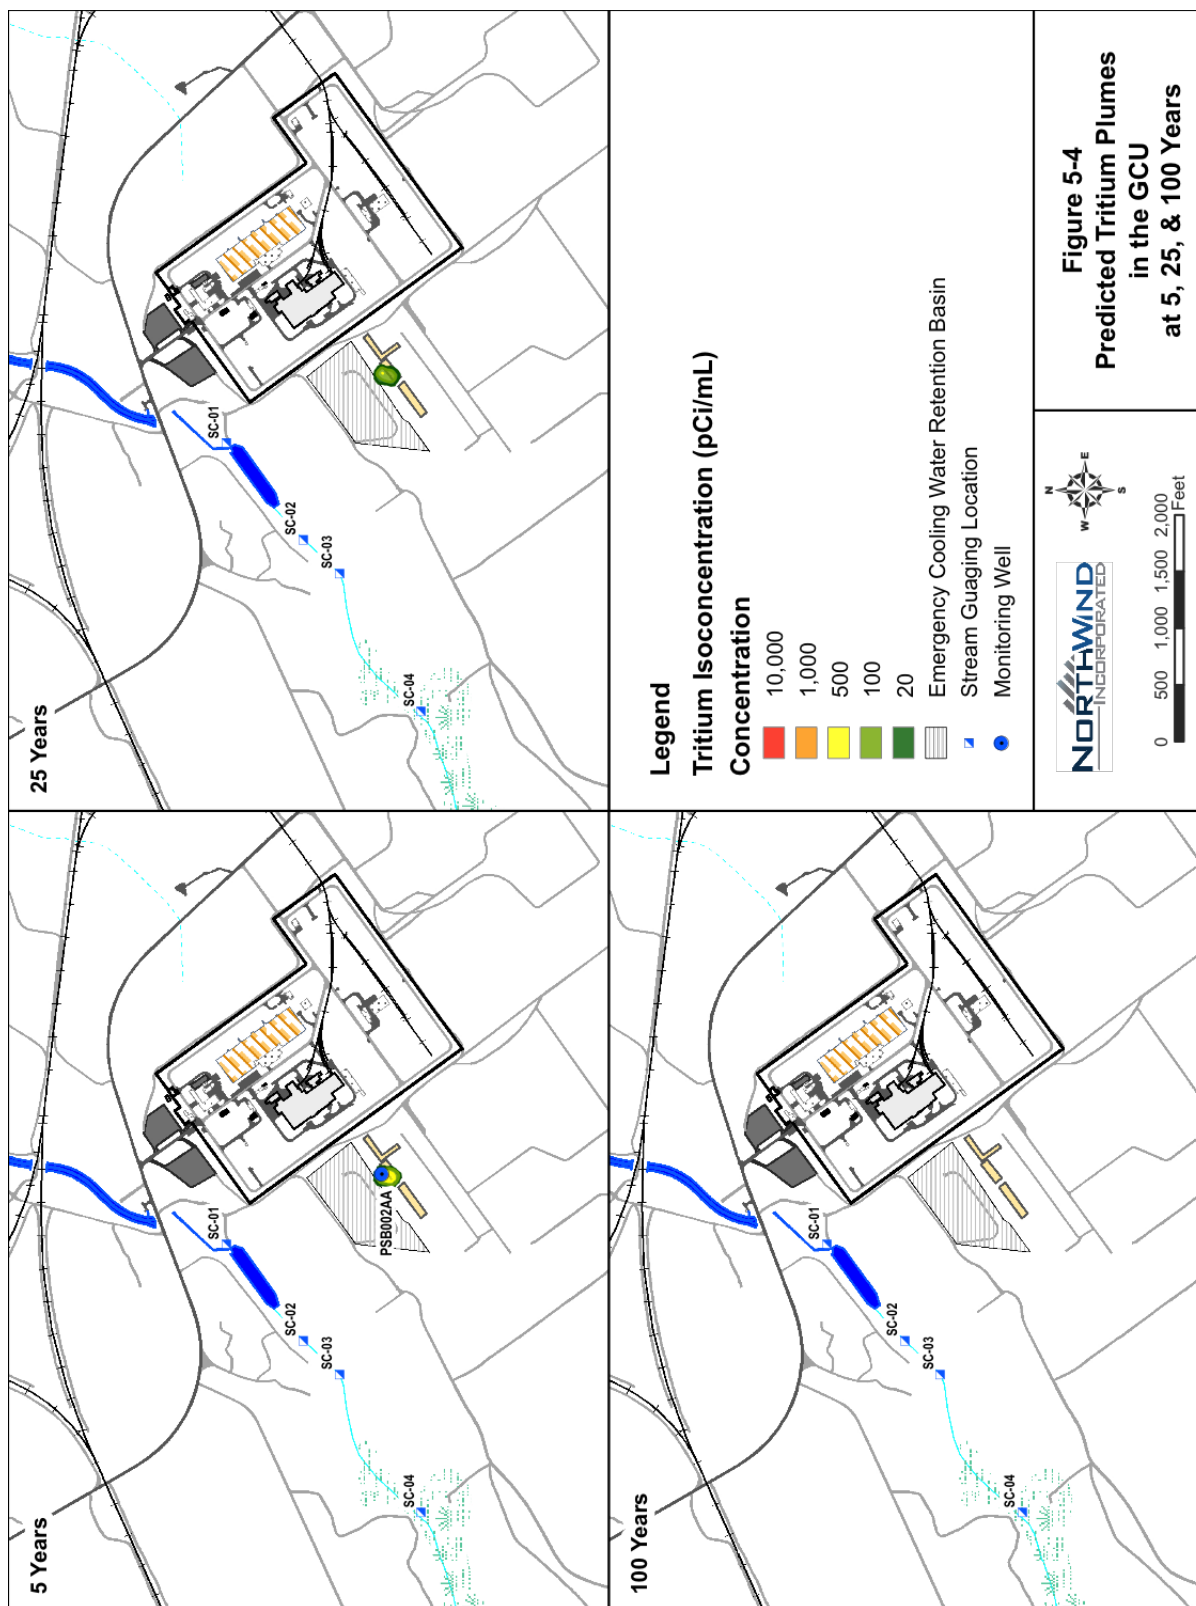 5 Years
SC-01
SC-02
SC-03
SC-04
PSB002AA
25 Years
SC-01
SC-02
SC-03
SC-04
100 Years
SC-01
SC-02
SC-03
SC-04
Legend
Tritium Isoconcentration (pCi/mL)
Concentration
10,000
1,000
500
100
20
Emergency Cooling Water Retention Basin
Stream Guaging Location
Monitoring Well
NORTHWIND
INCORPORATED
N
W E
S
0 500 1,000 1,500 2,000
Feet
Figure 5-4
Predicted Tritium Plumes
in the GCU
at 5, 25, & 100 Years